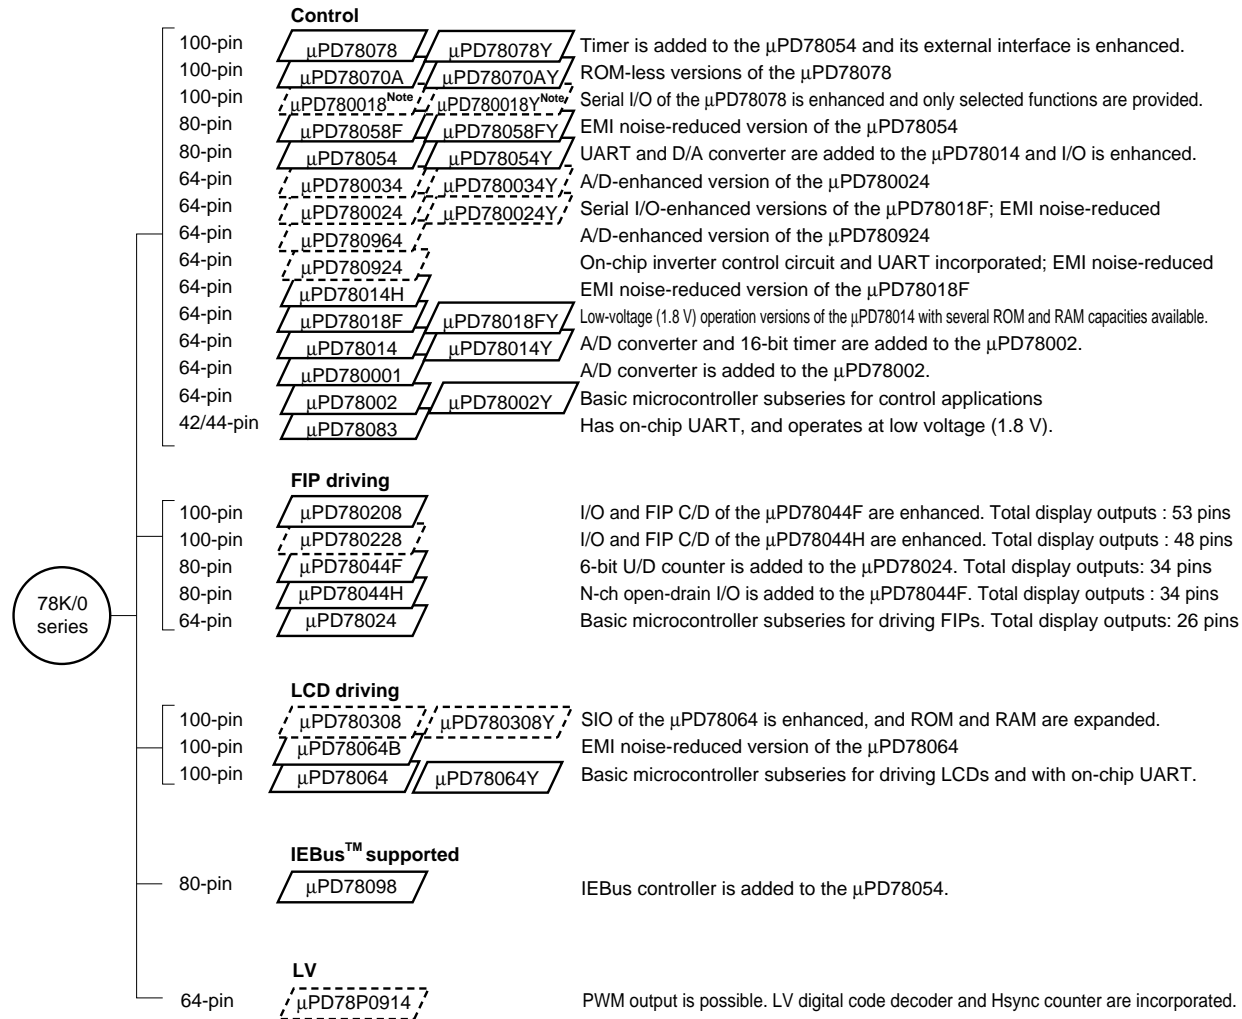 Control
100-pin µPD78078 µPD78078Y Timer is added to the µPD78054 and its external interface is enhanced.
100-pin µPD78070A µPD78070AY ROM-less versions of the µPD78078
100-pin µPD780018Note µPD780018YNote Serial I/O of the µPD78078 is enhanced and only selected functions are provided.
80-pin µPD78058F µPD78058FY EMI noise-reduced version of the µPD78054
80-pin µPD78054 µPD78054Y UART and D/A converter are added to the µPD78014 and I/O is enhanced.
64-pin µPD780034 µPD780034Y A/D-enhanced version of the µPD780024
64-pin µPD780024 µPD780024Y Serial I/O-enhanced versions of the µPD78018F; EMI noise-reduced
64-pin µPD780964 A/D-enhanced version of the µPD780924
64-pin µPD780924 On-chip inverter control circuit and UART incorporated; EMI noise-reduced
64-pin µPD78014H EMI noise-reduced version of the µPD78018F
64-pin µPD78018F µPD78018FY Low-voltage (1.8 V) operation versions of the µPD78014 with several ROM and RAM capacities available.
64-pin µPD78014 µPD78014Y A/D converter and 16-bit timer are added to the µPD78002.
64-pin µPD780001 A/D converter is added to the µPD78002.
64-pin µPD78002 µPD78002Y Basic microcontroller subseries for control applications
42/44-pin µPD78083 Has on-chip UART, and operates at low voltage (1.8 V).
FIP driving
100-pin µPD780208 I/O and FIP C/D of the µPD78044F are enhanced. Total display outputs : 53 pins
100-pin µPD780228 I/O and FIP C/D of the µPD78044H are enhanced. Total display outputs : 48 pins
80-pin µPD78044F 6-bit U/D counter is added to the µPD78024. Total display outputs: 34 pins
80-pin µPD78044H N-ch open-drain I/O is added to the µPD78044F. Total display outputs : 34 pins
64-pin µPD78024 Basic microcontroller subseries for driving FIPs. Total display outputs: 26 pins
78K/0
series
LCD driving
100-pin µPD780308 µPD780308Y SIO of the µPD78064 is enhanced, and ROM and RAM are expanded.
100-pin µPD78064B EMI noise-reduced version of the µPD78064
100-pin µPD78064 µPD78064Y Basic microcontroller subseries for driving LCDs and with on-chip UART.
IEBusTM supported
80-pin µPD78098 IEBus controller is added to the µPD78054.
LV
64-pin µPD78P0914 PWM output is possible. LV digital code decoder and Hsync counter are incorporated.